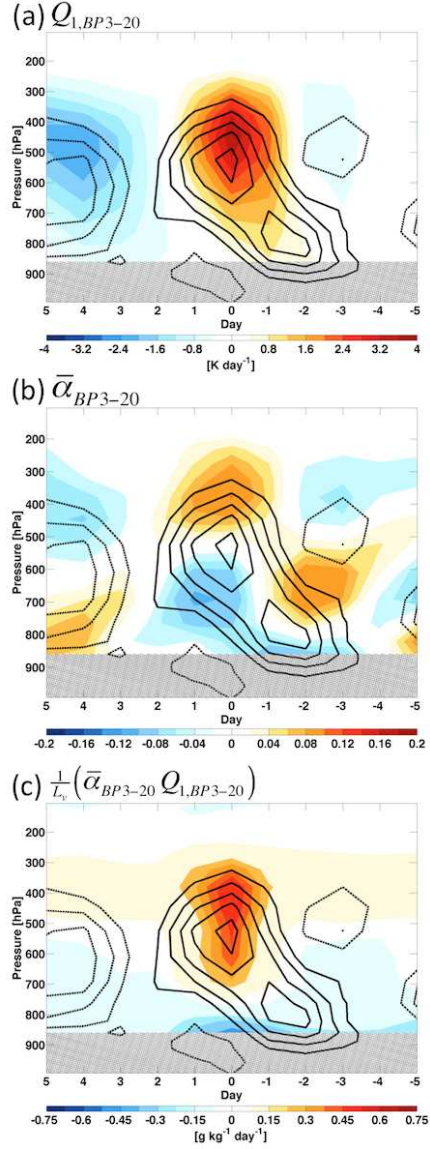 (a) Q₁,BP3−20
Pressure [hPa]
200
300
400
500
600
700
800
900
5 4 3 2 1 0 -1 -2 -3 -4 -5
Day
-4 -3.2 -2.4 -1.6 -0.8 0 0.8 1.6 2.4 3.2 4
[K day⁻¹]
(b) α̅BP3−20
Pressure [hPa]
200
300
400
500
600
700
800
900
5 4 3 2 1 0 -1 -2 -3 -4 -5
Day
-0.2 -0.16 -0.12 -0.08 -0.04 0 0.04 0.08 0.12 0.16 0.2
(c) 1/Lᵥ(α̅BP3−20 Q₁,BP3−20)
Pressure [hPa]
200
300
400
500
600
700
800
900
5 4 3 2 1 0 -1 -2 -3 -4 -5
Day
-0.75 -0.6 -0.45 -0.3 -0.15 0 0.15 0.3 0.45 0.6 0.75
[g kg⁻¹ day⁻¹]